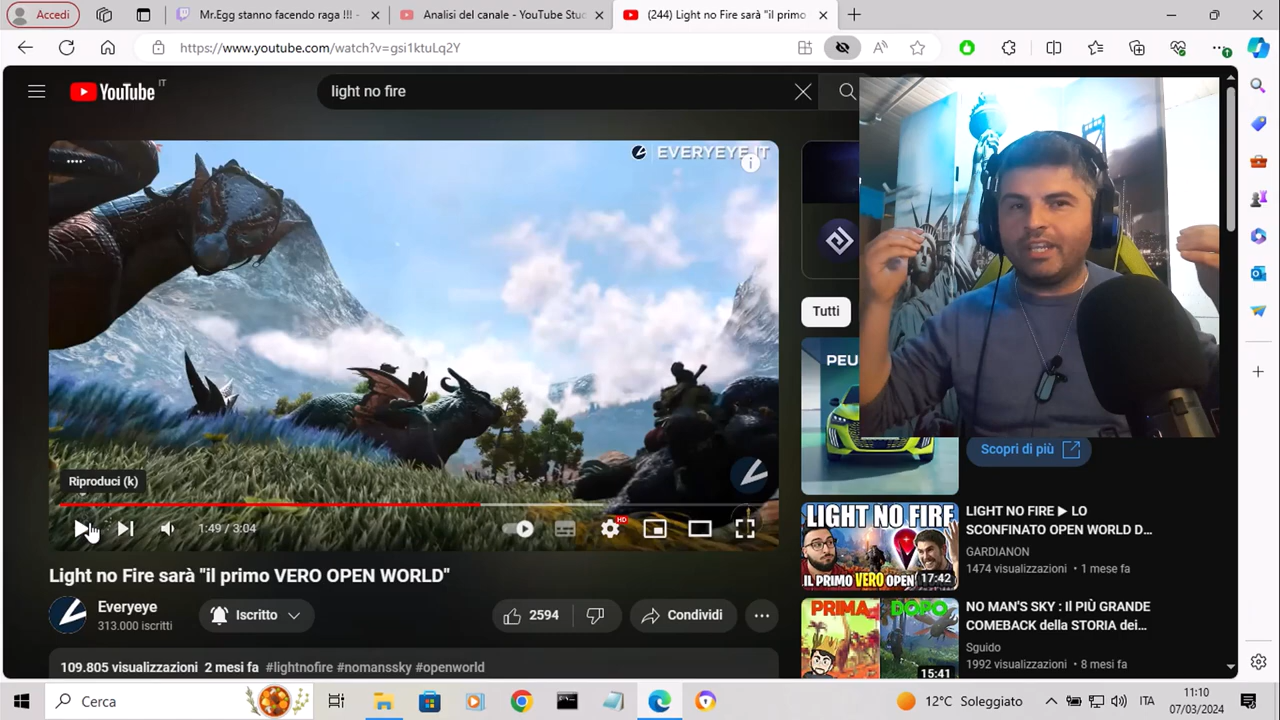 Accedi
Mr.Egg stanno facendo raga !!! -
Analisi del canale - YouTube Stuc
(244) Light no Fire sarà "il primo
https://www.youtube.com/watch?v=gsi1ktuLq2Y
YouTube
IT
light no fire
EVERYEYE.IT
Tutti
PEU
Scopri di più
Riproduci (k)
1:49 / 3:04
HD
Light no Fire sarà "il primo VERO OPEN WORLD"
Everyeye
313.000 iscritti
Iscritto
2594
Condividi
109.805 visualizzazioni 2 mesi fa #lightnofire #nomanssky #openworld
LIGHT NO FIRE
IL PRIMO VERO OPEN
17:42
LIGHT NO FIRE ▶ LO
SCONFINATO OPEN WORLD D...
GARDIANON
1474 visualizzazioni • 1 mese fa
PRIMA
DOPO
15:41
NO MAN'S SKY : Il PIÙ GRANDE
COMEBACK della STORIA dei...
Sguido
1992 visualizzazioni • 8 mesi fa
Cerca
12°C Soleggiato
ITA
11:10
07/03/2024